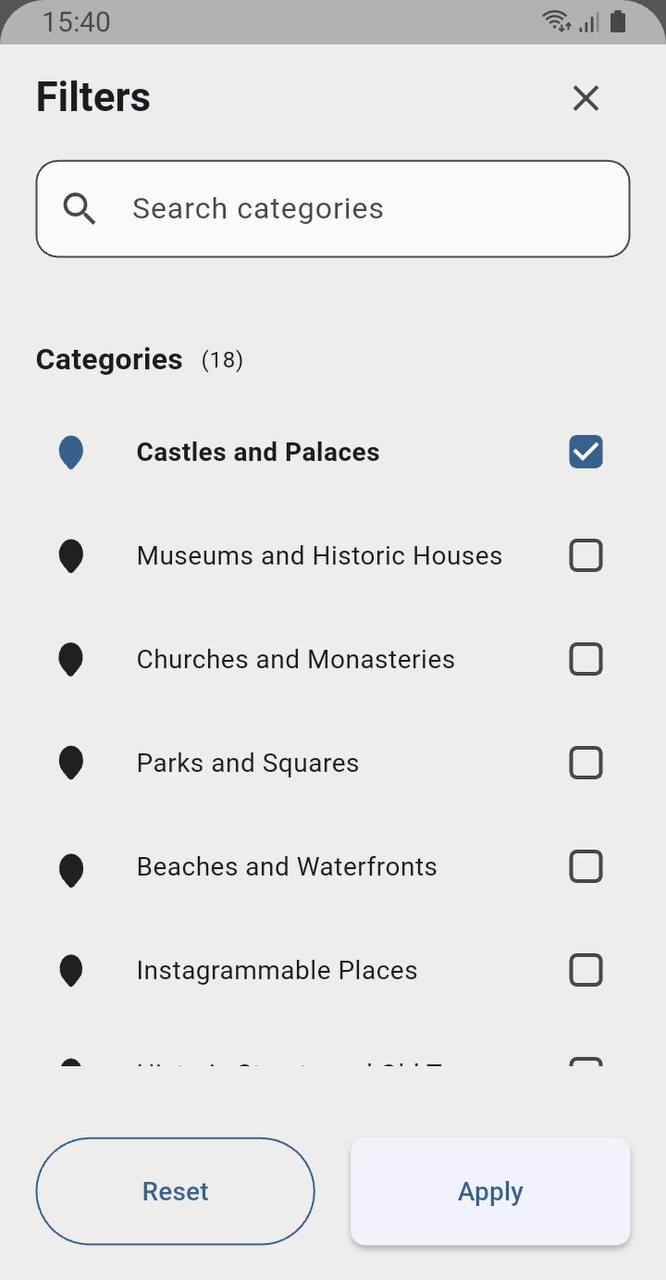 15:40
Filters
Search categories
Categories (18)
Castles and Palaces
Museums and Historic Houses
Churches and Monasteries
Parks and Squares
Beaches and Waterfronts
Instagrammable Places
Reset
Apply